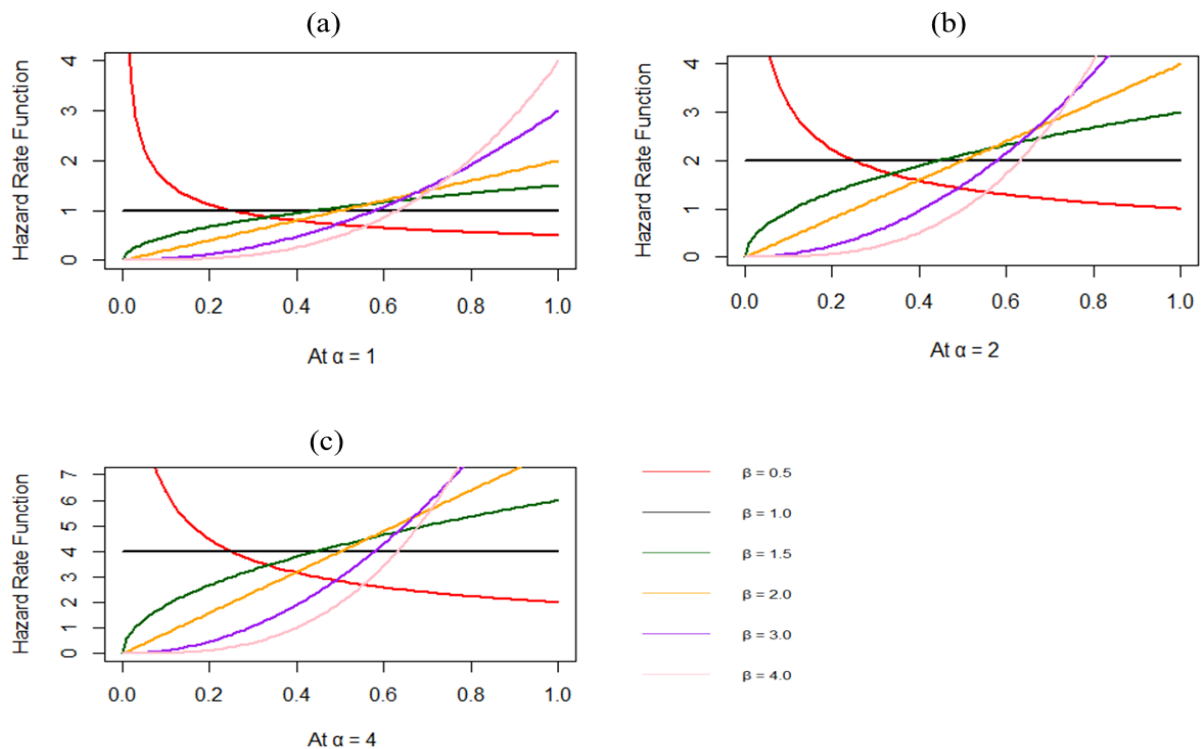 (a)
Hazard Rate Function
4
3
2
1
0
0.0 0.2 0.4 0.6 0.8 1.0
At α = 1
(b)
Hazard Rate Function
4
3
2
1
0
0.0 0.2 0.4 0.6 0.8 1.0
At α = 2
(c)
Hazard Rate Function
7
6
5
4
3
2
1
0
0.0 0.2 0.4 0.6 0.8 1.0
At α = 4
β = 0.5
β = 1.0
β = 1.5
β = 2.0
β = 3.0
β = 4.0